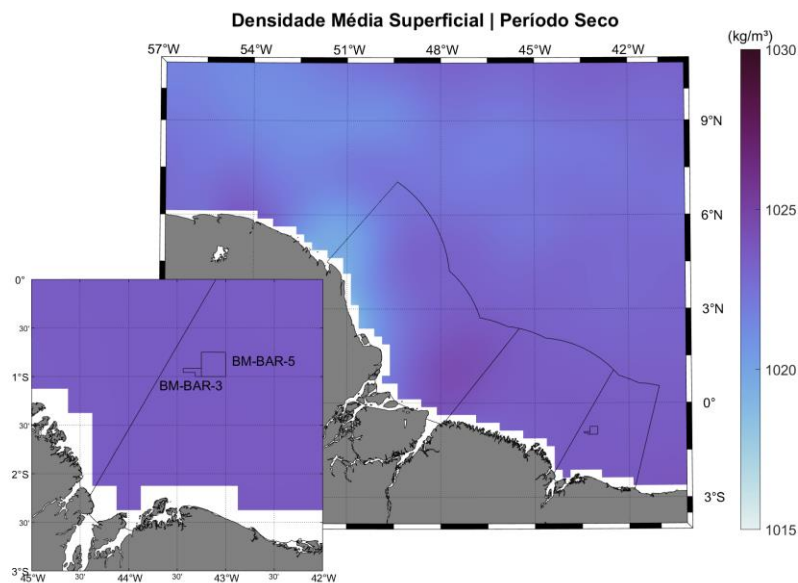 Densidade Média Superficial | Período Seco
(kg/m³)
57°W 54°W 51°W 48°W 45°W 42°W
1030
1025
1020
1015
9°N
6°N
3°N
0°
3°S
0°
30'
1°S
30'
2°S
30'
3°S
BM-BAR-5
BM-BAR-3
45°W 30' 44°W 30' 43°W 30' 42°W